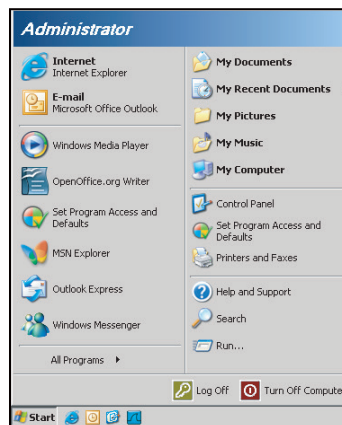 Administrator
Internet
Internet Explorer
E-mail
Microsoft Office Outlook
Windows Media Player
OpenOffice.org Writer
Set Program Access and
Defaults
MSN Explorer
Outlook Express
Windows Messenger
All Programs
My Documents
My Recent Documents
My Pictures
My Music
My Computer
Control Panel
Set Program Access and
Defaults
Printers and Faxes
Help and Support
Search
Run...
Log Off
Turn Off Compute
Start